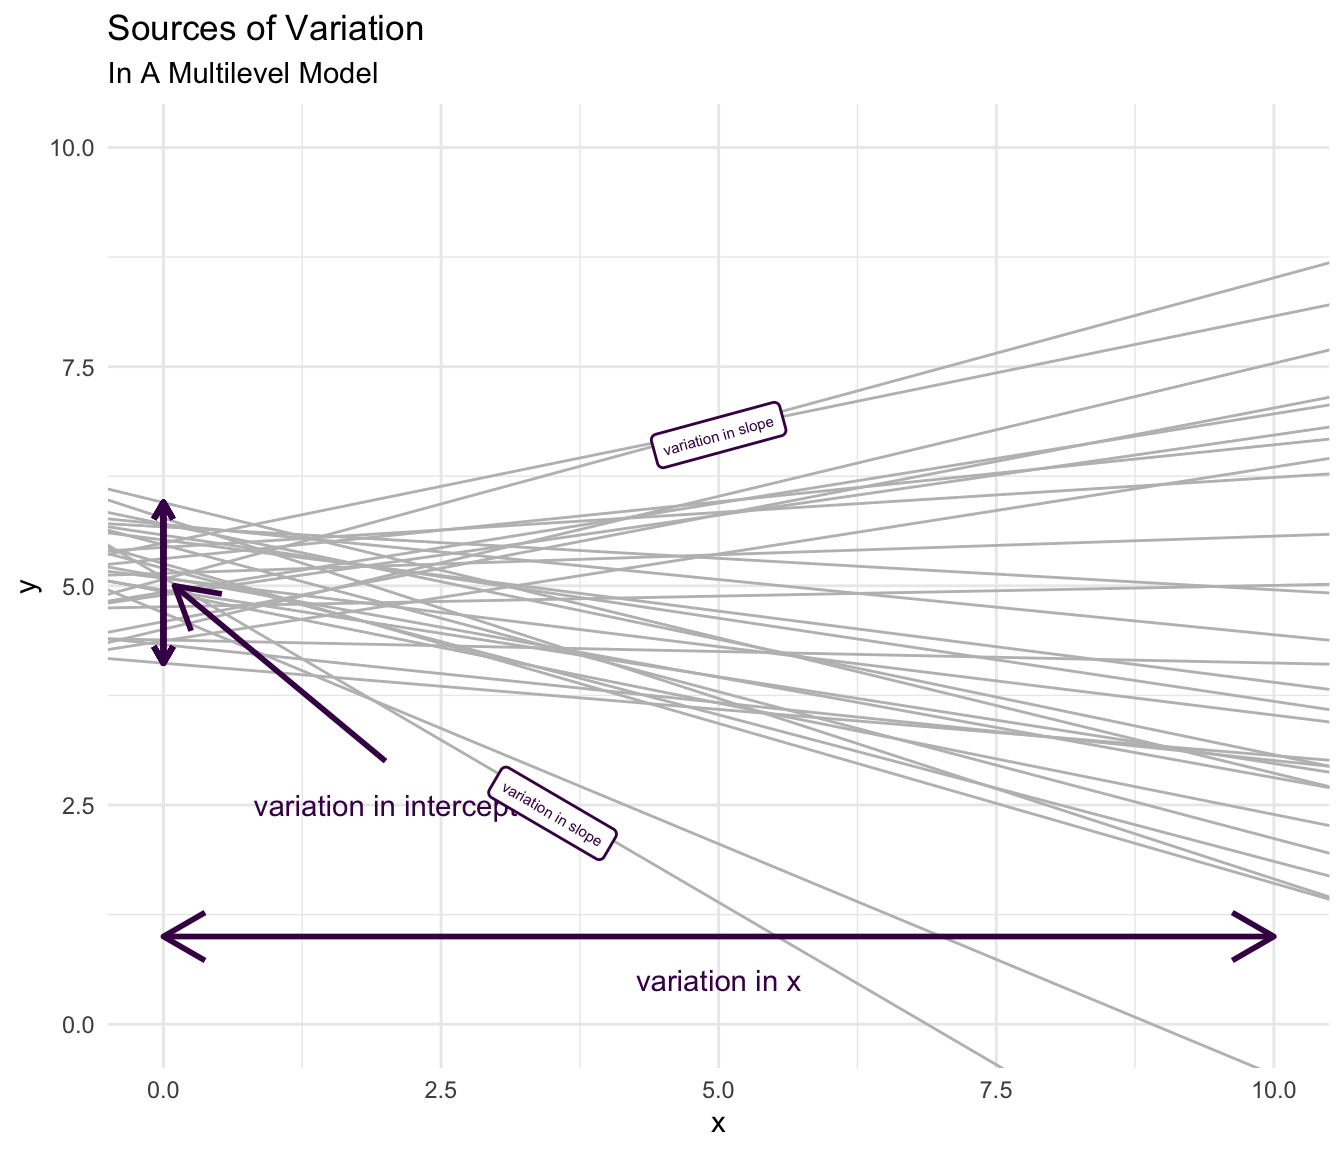 Sources of Variation
In A Multilevel Model
10.0
7.5
5.0
2.5
0.0
y
variation in slope
variation in intercept
variation in slope
variation in x
0.0 2.5 5.0 7.5 10.0
x